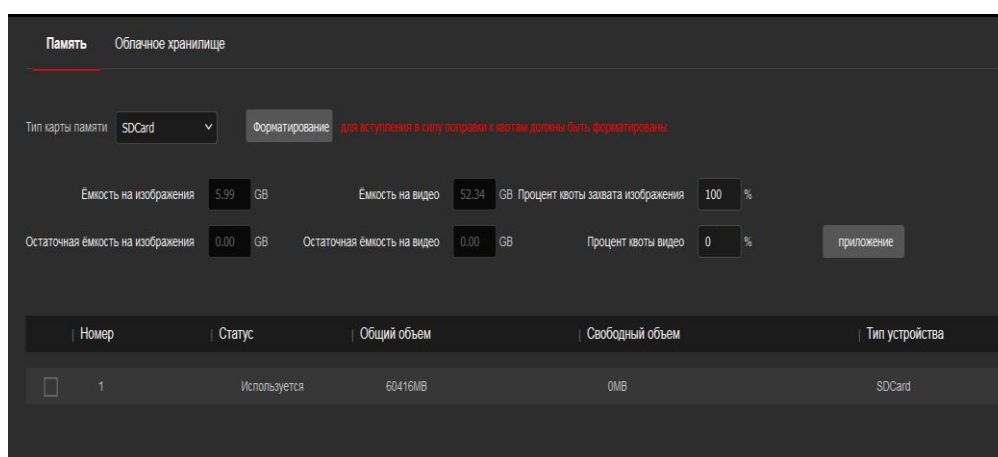 Память Облачное хранилище
Тип карты памяти SDCard Форматирование для вступления в силу поправки к квотам должны быть форматированы.
Ёмкость на изображения 5.99 GB Ёмкость на видео 52.34 GB Процент квоты захвата изображения 100 %
Остаточная ёмкость на изображения 0.00 GB Остаточная ёмкость на видео 0.00 GB Процент квоты видео 0 % приложение
Номер Статус Общий объем Свободный объем Тип устройства
1 Используется 60416MB 0MB SDCard